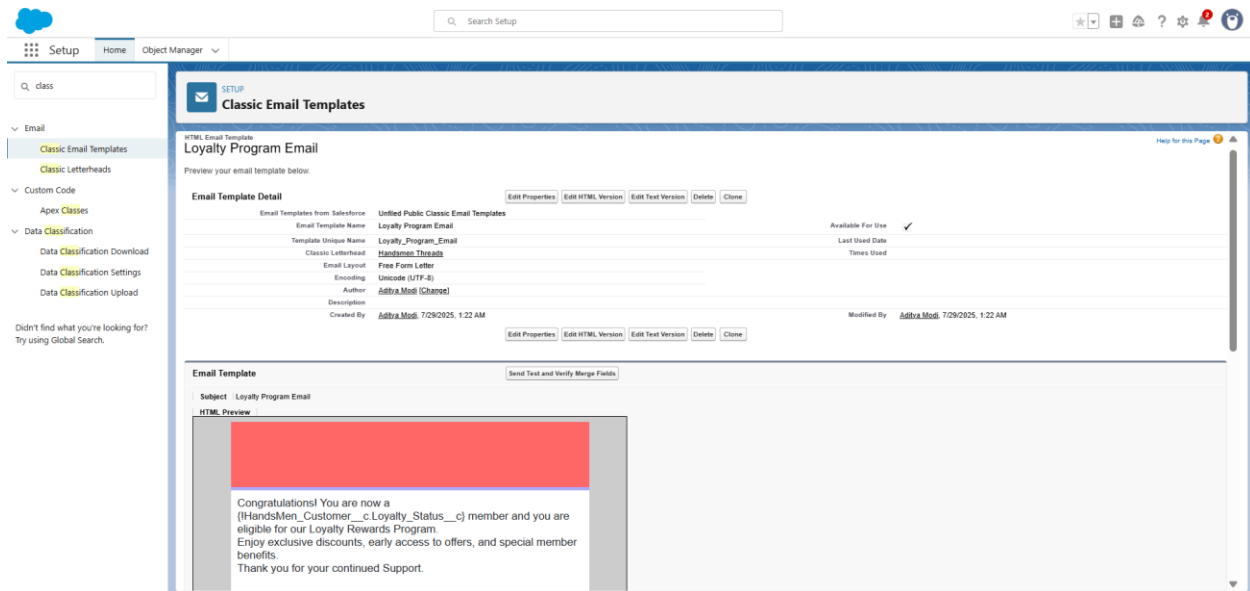 Search Setup
2
Setup
Home
Object Manager
class
Email
Classic Email Templates
Classic Letterheads
Custom Code
Apex Classes
Data Classification
Data Classification Download
Data Classification Settings
Data Classification Upload
Didn't find what you're looking for?
Try using Global Search.
SETUP
Classic Email Templates
HTML Email Template
Loyalty Program Email
Help for this Page
Preview your email template below.
Email Template Detail
Edit Properties Edit HTML Version Edit Text Version Delete Clone
Email Templates from Salesforce Unfiled Public Classic Email Templates
Email Template Name Loyalty Program Email Available For Use ✓
Template Unique Name Loyalty_Program_Email Last Used Date
Classic Letterhead Handsmen Threads Times Used
Email Layout Free Form Letter
Encoding Unicode (UTF-8)
Author Aditya Modi [Change]
Description
Created By Aditya Modi, 7/29/2025, 1:22 AM Modified By Aditya Modi, 7/29/2025, 1:22 AM
Edit Properties Edit HTML Version Edit Text Version Delete Clone
Email Template
Send Test and Verify Merge Fields
Subject Loyalty Program Email
HTML Preview
Congratulations! You are now a
{!HandsMen_Customer__c.Loyalty_Status__c} member and you are
eligible for our Loyalty Rewards Program.
Enjoy exclusive discounts, early access to offers, and special member
benefits.
Thank you for your continued Support.